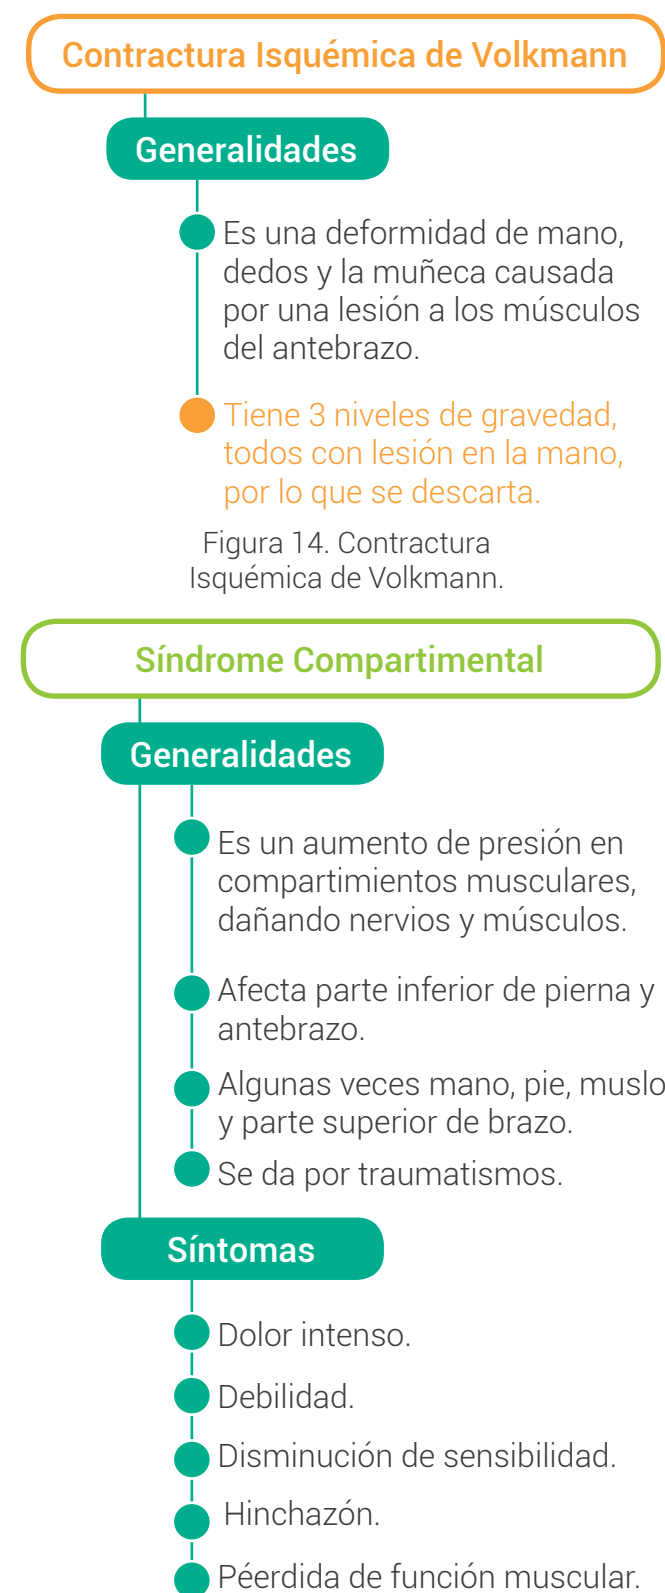 Contractura Isquémica de Volkmann
Generalidades
Es una deformidad de mano,
dedos y la muñeca causada
por una lesión a los músculos
del antebrazo.
Tiene 3 niveles de gravedad,
todos con lesión en la mano,
por lo que se descarta.
Figura 14. Contractura
Isquémica de Volkmann.
Síndrome Compartimental
Generalidades
Es un aumento de presión en
compartimientos musculares,
dañando nervios y músculos.
Afecta parte inferior de pierna y
antebrazo.
Algunas veces mano, pie, muslo
y parte superior de brazo.
Se da por traumatismos.
Síntomas
Dolor intenso.
Debilidad.
Disminución de sensibilidad.
Hinchazón.
Péerdida de función muscular.